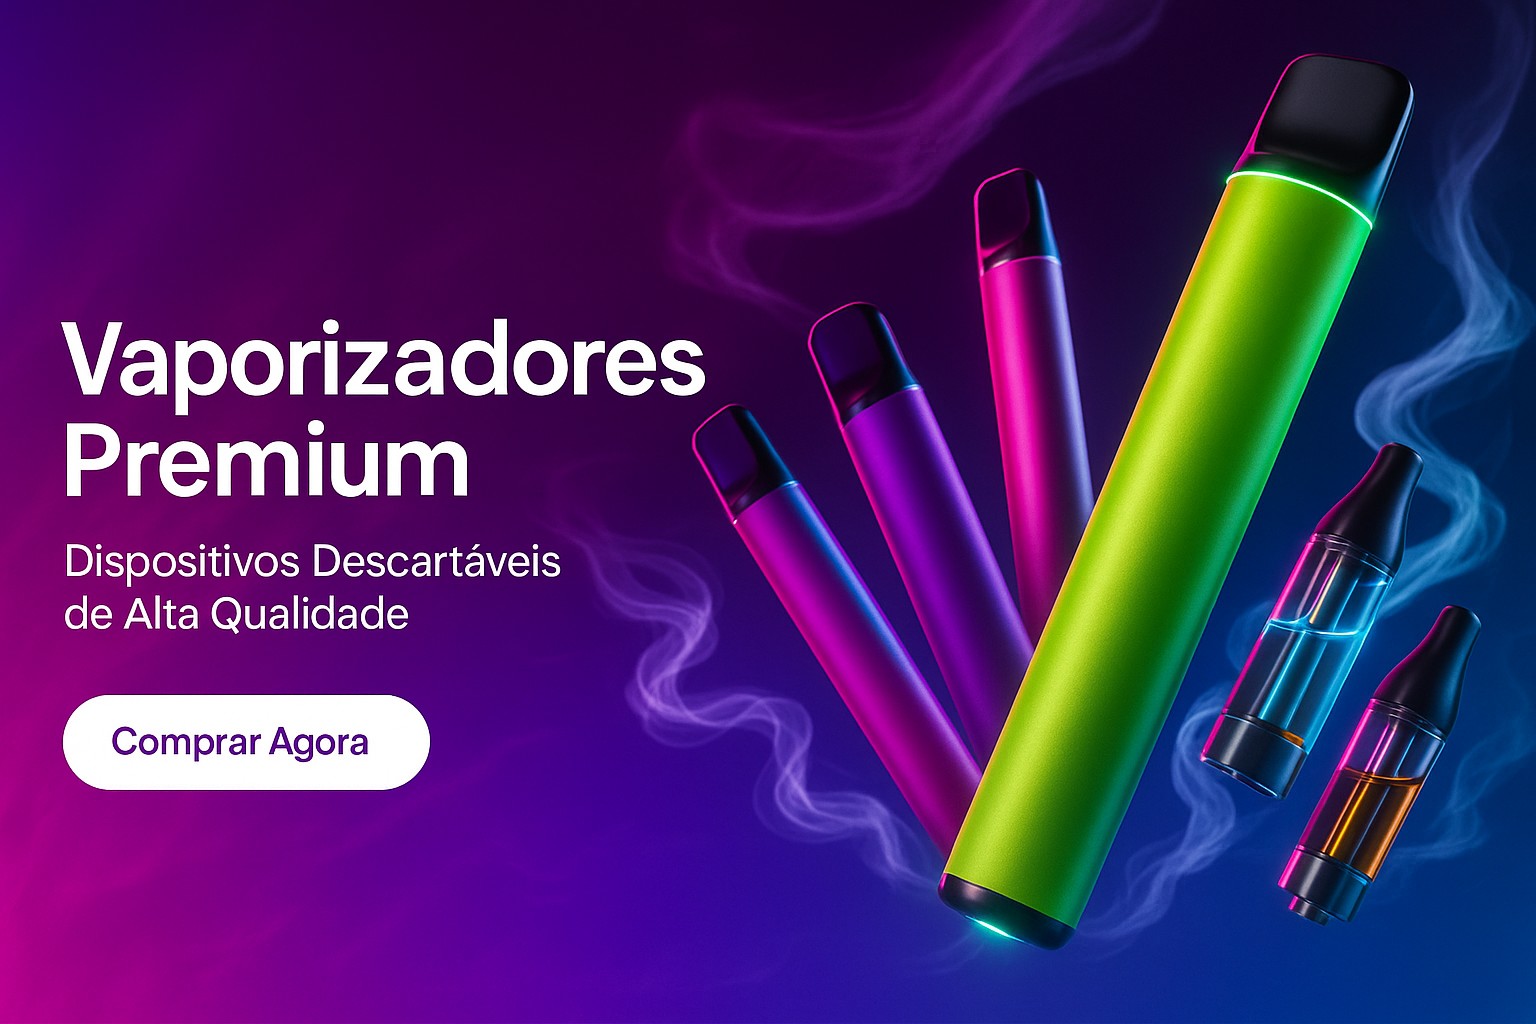 Vaporizadores
Premium
Dispositivos Descartáveis
de Alta Qualidade
Comprar Agora